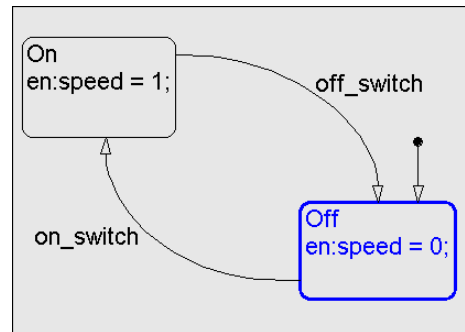 On
en:speed = 1;
off_switch
Off
en:speed = 0;
on_switch